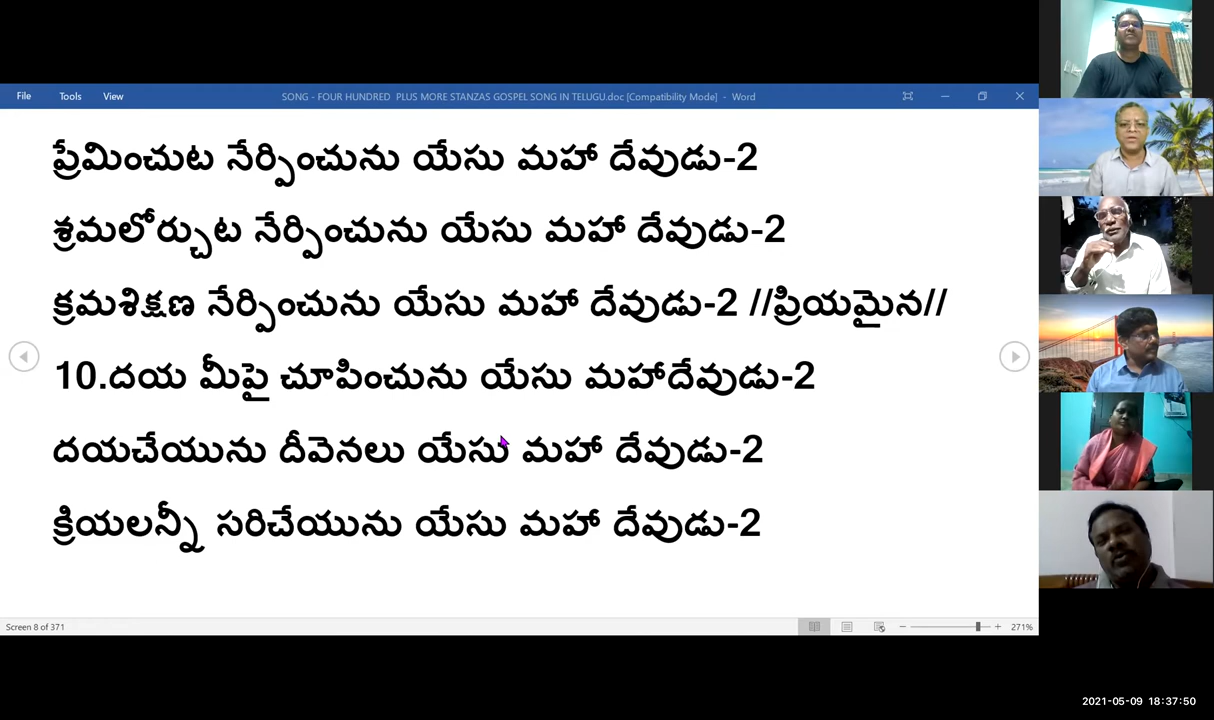 File Tools View SONG - FOUR HUNDRED PLUS MORE STANZAS GOSPEL SONG IN TELUGU.doc [Compatibility Mode] - Word
ప్రేమించుట నేర్పించును యేసు మహా దేవుడు-2
శ్రమలోర్చుట నేర్పించును యేసు మహా దేవుడు-2
క్రమశిక్షణ నేర్పించును యేసు మహా దేవుడు-2 //ప్రియమైన//
10.దయ మీపై చూపించును యేసు మహాదేవుడు-2
దయచేయును దీవెనలు యేసు మహా దేవుడు-2
క్రియలన్నీ సరిచేయును యేసు మహా దేవుడు-2
Screen 8 of 371 271%
2021-05-09 18:37:50